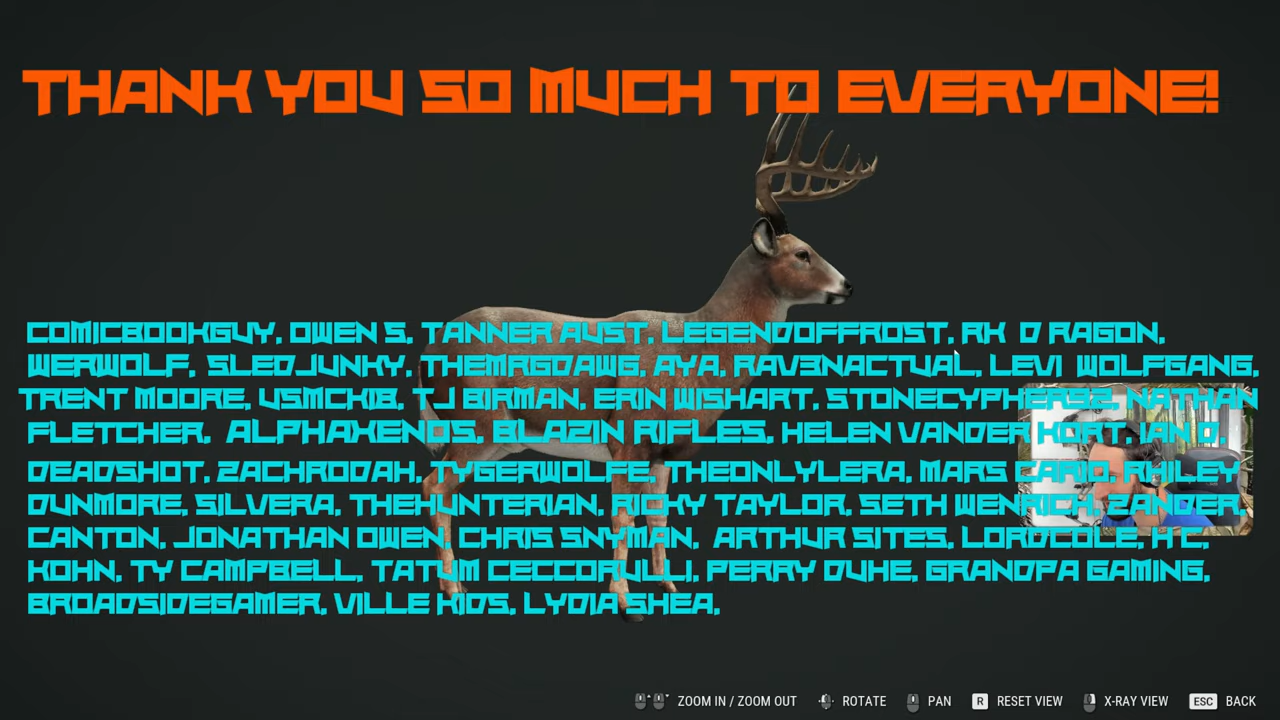 THANK YOU SO MUCH TO EVERYONE!
COMICBOOKGUY, OWEN S, TANNER AUST, LEGENDOFFROST, RK D RAGON,
WERWOLF, SLEDJUNKY, THEMRGDAWG, AYA, RAV3NACTUAL, LEVI WOLFGANG,
TRENT MOORE, USMCKIB, TJ BIRMAN, ERIN WISHART, STONECYPHER92, NATHAN
FLETCHER, ALPHAXENOS, BLAZIN RIFLES, HELEN VANDER KORT, IAN D,
DEADSHOT, ZACHRODAH, TYGERWOLFE, THEONLYLERA, MARS CARIO, RHILEY
DUNMORE, SILVERA, THEHUNTERIAN, RICKY TAYLOR, SETH WENRICH, ZANDER,
CANTON, JONATHAN OWEN, CHRIS SNYMAN, ARTHUR SITES, LORDCOLE, H C,
KOHN, TY CAMPBELL, TATUM CECCOFULLI, PERRY DUKE, GRANDPA GAMING,
BROADSIDEGAMER, VILLE KIDS, LYDIA SHEA,
ZOOM IN / ZOOM OUT ROTATE PAN R RESET VIEW X-RAY VIEW ESC BACK